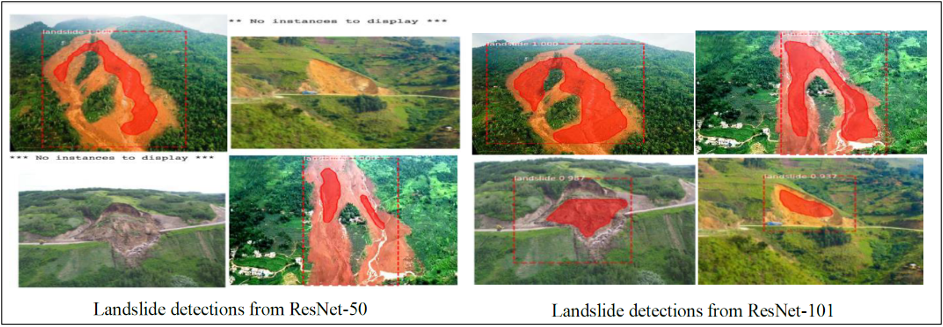 ** No instances to display ***
landslide 1.000
landslide 1.000
*** No instances to display ***
landslide 0.987
landslide 0.937
Landslide detections from ResNet-50
Landslide detections from ResNet-101